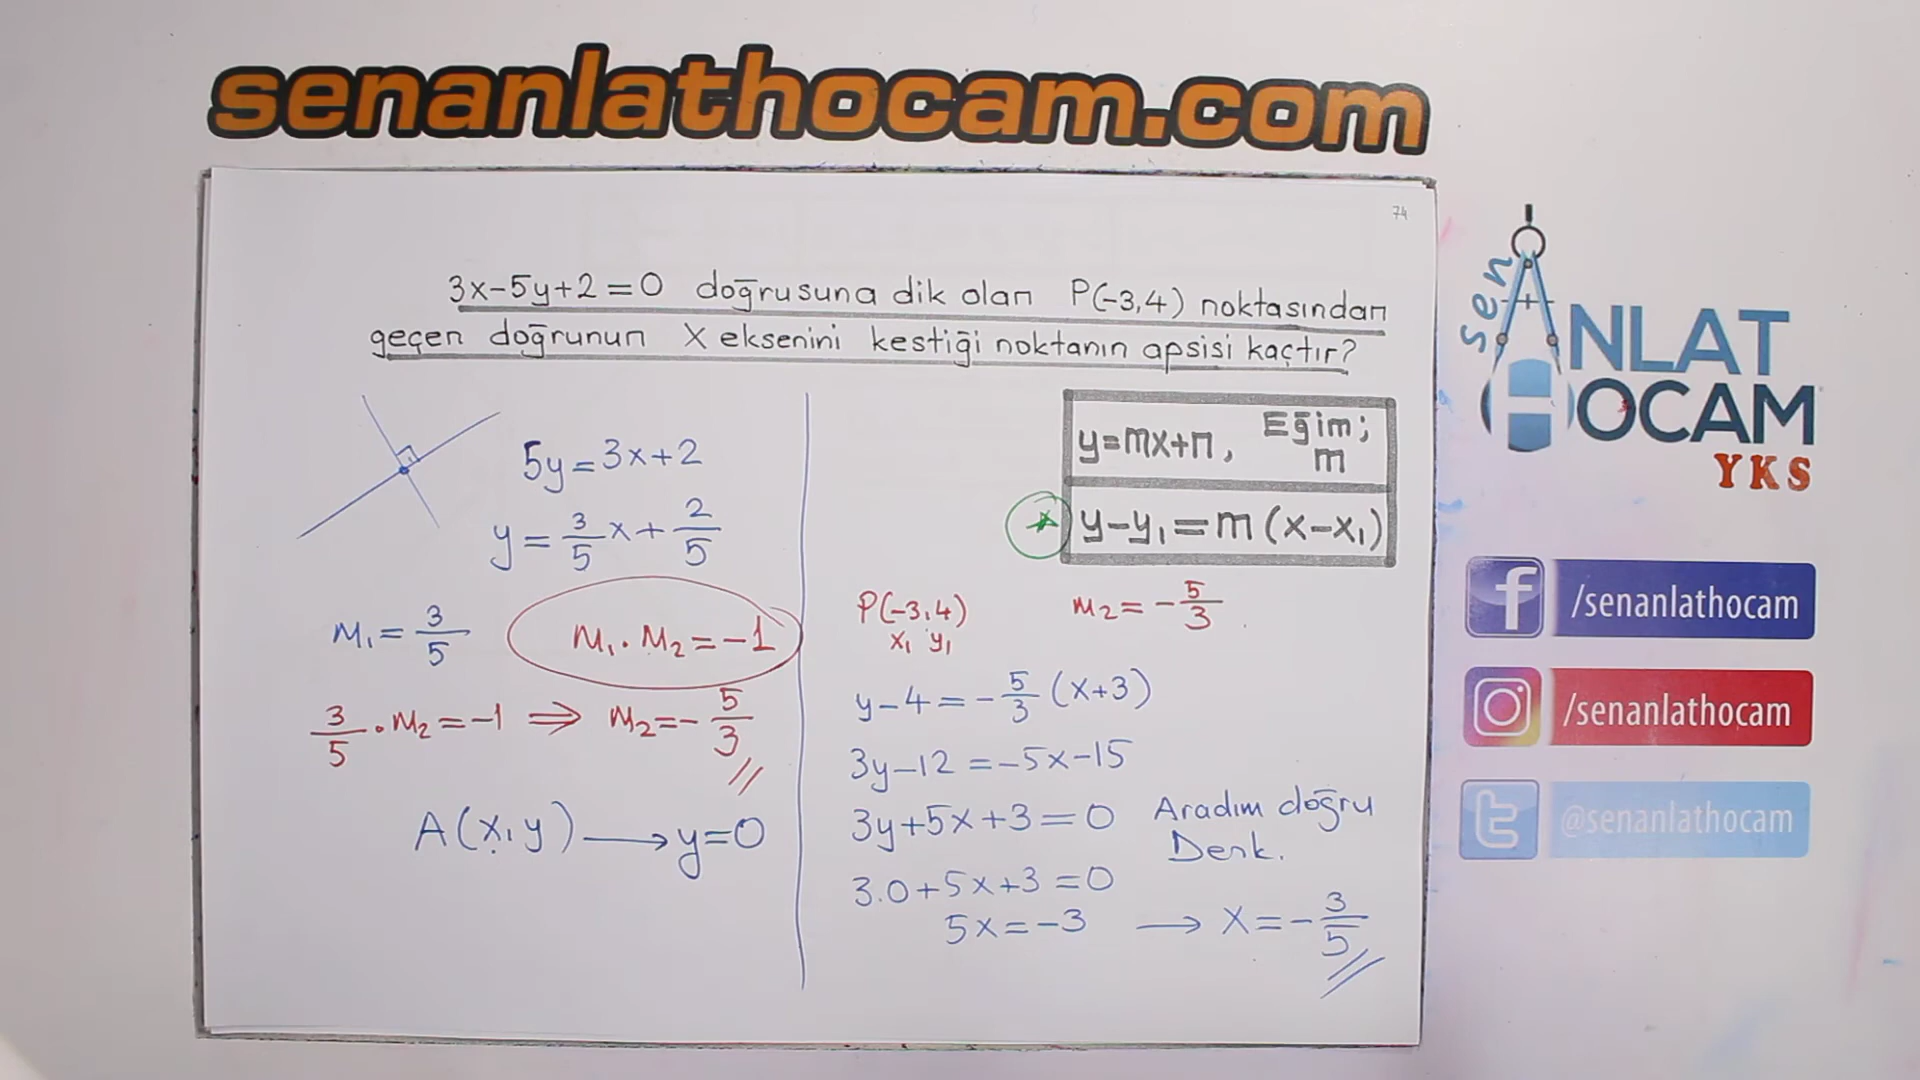 senanlathocam.com
74
3x-5y+2=0 doğrusuna dik olan P(-3,4) noktasından
geçen doğrunun X eksenini kestiği noktanın apsisi kaçtır?
5y=3x+2
y=3/5x+2/5
m₁=3/5
m₁.m₂=-1
3/5.m₂=-1 ⇒ m₂=-5/3
A(x,y)→y=0
y=mx+n, Eğim;
m
y-y₁=m(x-x₁)
P(-3,4) m₂=-5/3
x₁ y₁
y-4=-5/3(x+3)
3y-12=-5x-15
3y+5x+3=0 Aradım doğru
Denk.
3.0+5x+3=0
5x=-3 → x=-3/5
sen
ANLAT
HOCAM
YKS
/senanlathocam
/senanlathocam
@senanlathocam